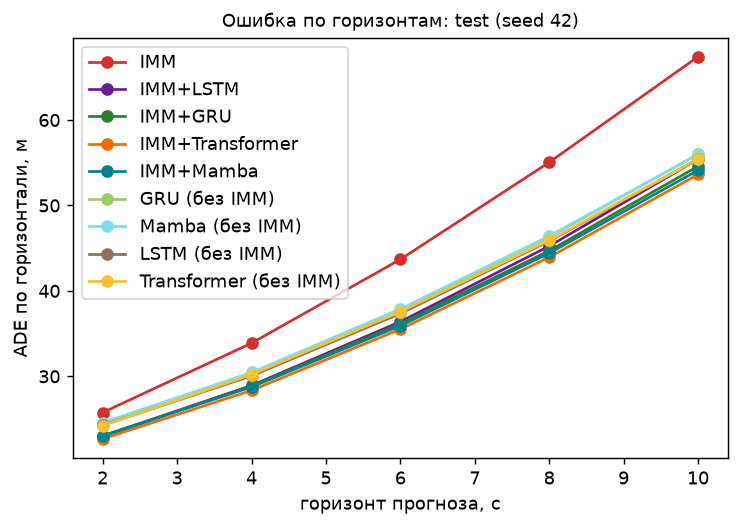 Ошибка по горизонтам: test (seed 42)
IMM
IMM+LSTM
IMM+GRU
IMM+Transformer
IMM+Mamba
GRU (без IMM)
Mamba (без IMM)
LSTM (без IMM)
Transformer (без IMM)
ADE по горизонтали, м
60
50
40
30
2 3 4 5 6 7 8 9 10
горизонт прогноза, с